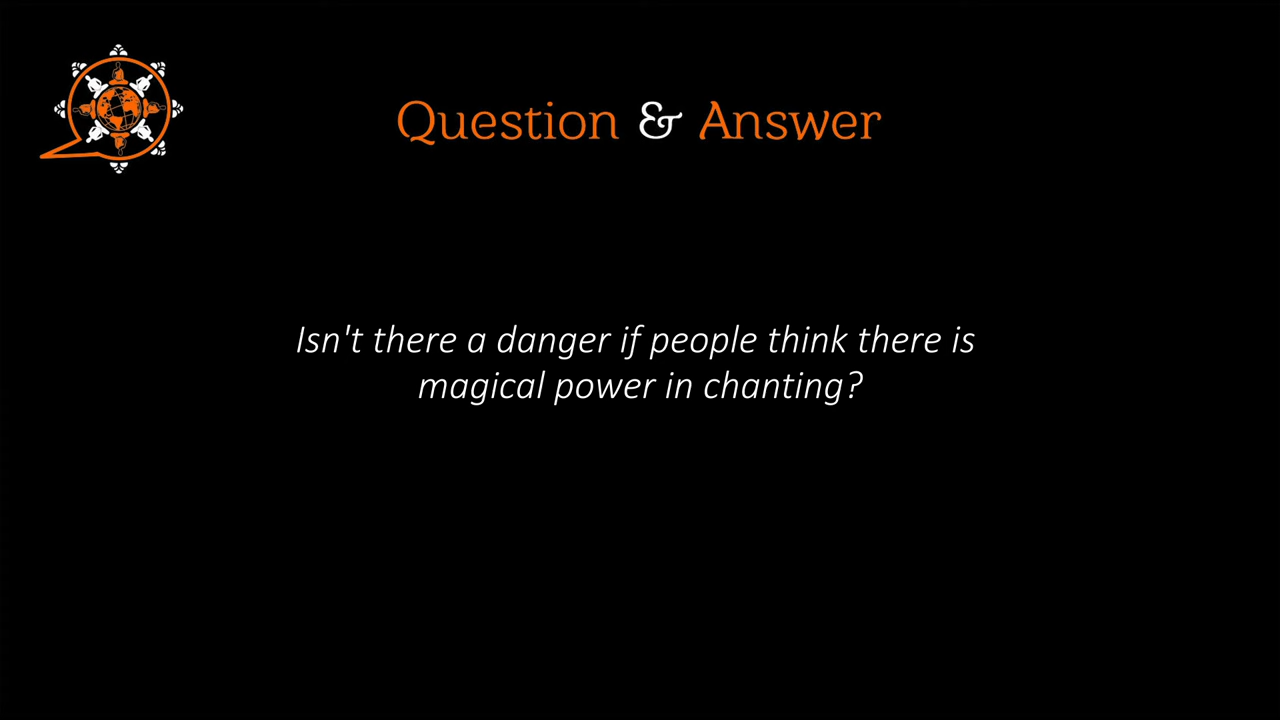 Question & Answer
Isn't there a danger if people think there is
magical power in chanting?